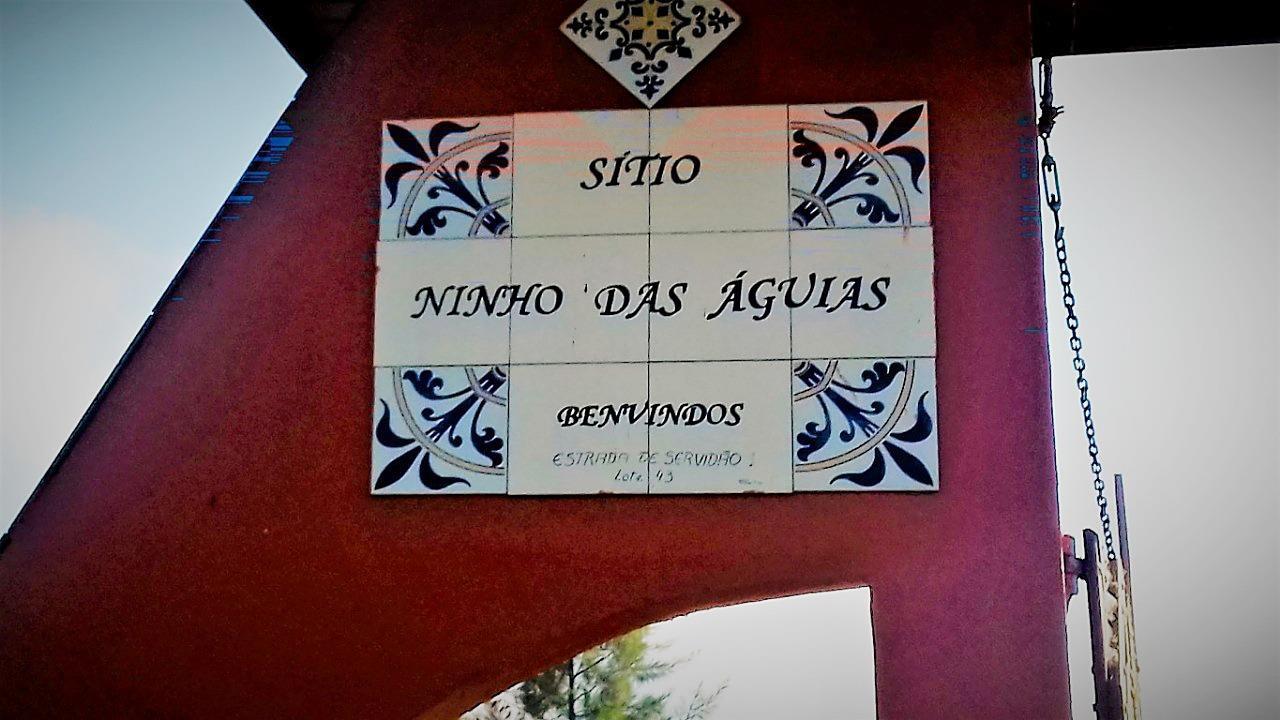 SÍTIO
NINHO DAS ÁGUIAS
BENVINDOS
ESTRADA DE SERVIDÃO
Lote 43